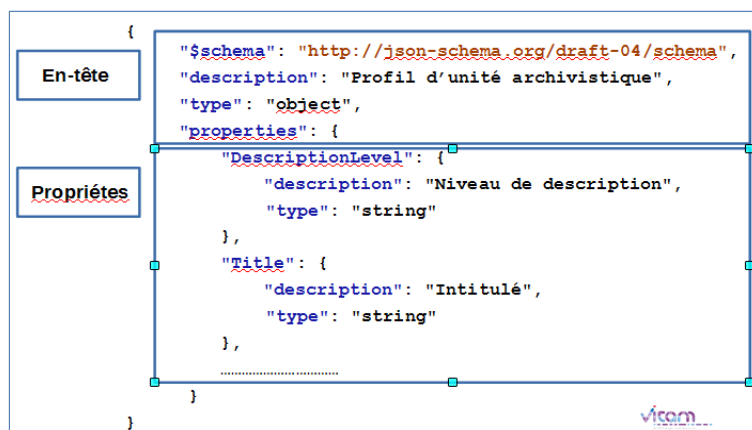 {
"$schema": "http://json-schema.org/draft-04/schema",
En-tête
"description": "Profil d’unité archivistique",
"type": "object",
"properties": {
"DescriptionLevel": {
Propriétes
"description": "Niveau de description",
"type": "string"
},
"Title": {
"description": "Intitulé",
"type": "string"
},
.................................
}
}
vitam